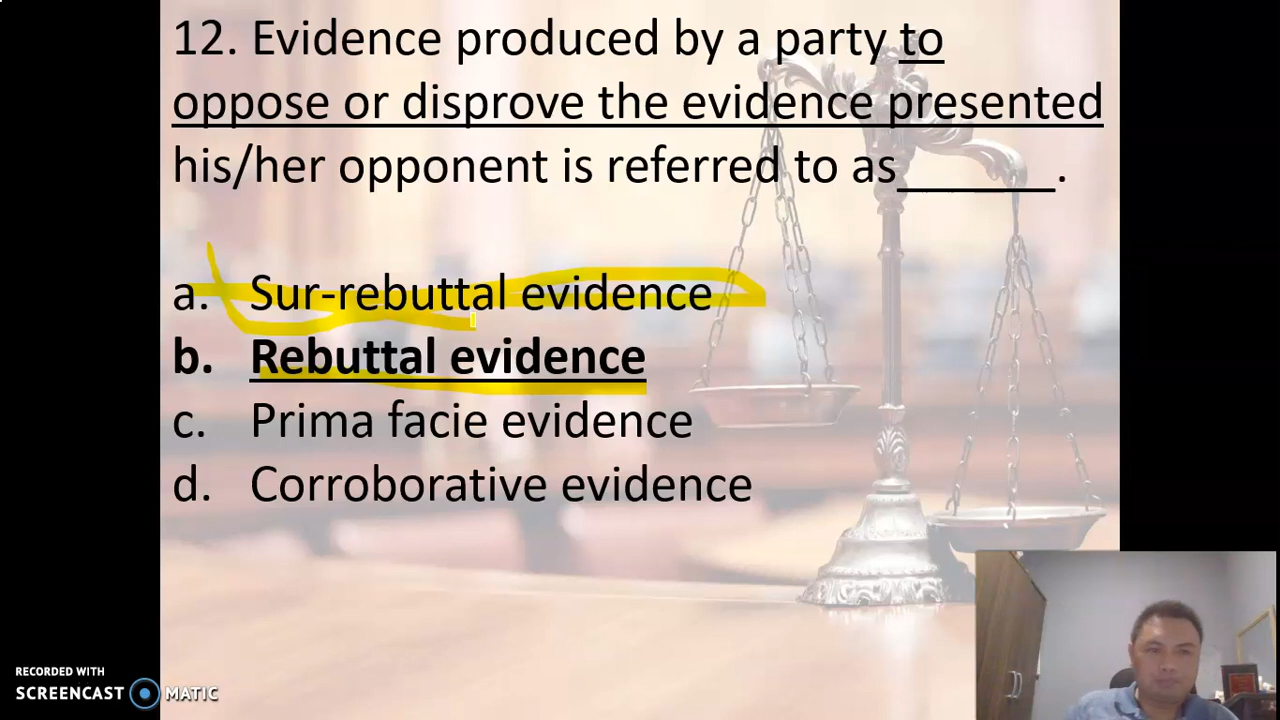 12. Evidence produced by a party to
oppose or disprove the evidence presented
his/her opponent is referred to as______.
a. Sur-rebuttal evidence
b. Rebuttal evidence
c. Prima facie evidence
d. Corroborative evidence
RECORDED WITH
SCREENCAST MATIC